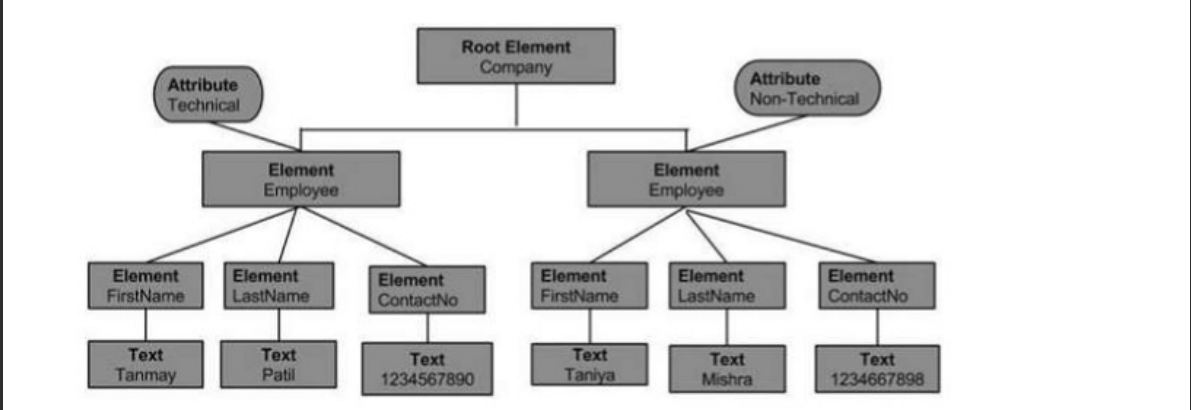 Root Element
Company
Attribute
Technical
Attribute
Non-Technical
Element
Employee
Element
Employee
Element
FirstName
Element
LastName
Element
ContactNo
Element
FirstName
Element
LastName
Element
ContactNo
Text
Tanmay
Text
Patil
Text
1234567890
Text
Taniya
Text
Mishra
Text
1234667898